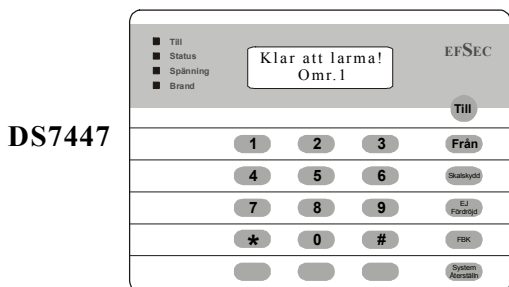 Till
Status
Spänning
Brand
Klar att larma!
Omr.1
EFSEC
Till
DS7447
1 2 3 Från
4 5 6 Skalskydd
7 8 9 EJ
Fördröjd
* 0 # FBK
System
Återställn